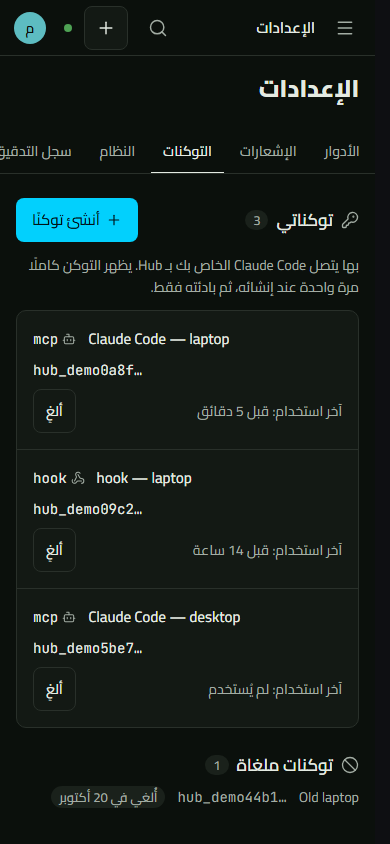 الإعدادات
م
الإعدادات
الأدوار
الإشعارات
التوكنات
النظام
سجل التدقيق
توكناتي 3
أنشئ توكنًا
بها يتصل Claude Code الخاص بك بـ Hub. يظهر التوكن كاملًا
مرة واحدة عند إنشائه، ثم بادئته فقط.
mcp Claude Code — laptop
hub_demo0a8f…
آخر استخدام: قبل 5 دقائق
ألغِ
hook hook — laptop
hub_demo09c2…
آخر استخدام: قبل 14 ساعة
ألغِ
mcp Claude Code — desktop
hub_demo5be7…
آخر استخدام: لم يُستخدم
ألغِ
توكنات ملغاة 1
Old laptop hub_demo44b1… أُلغي في 20 أكتوبر